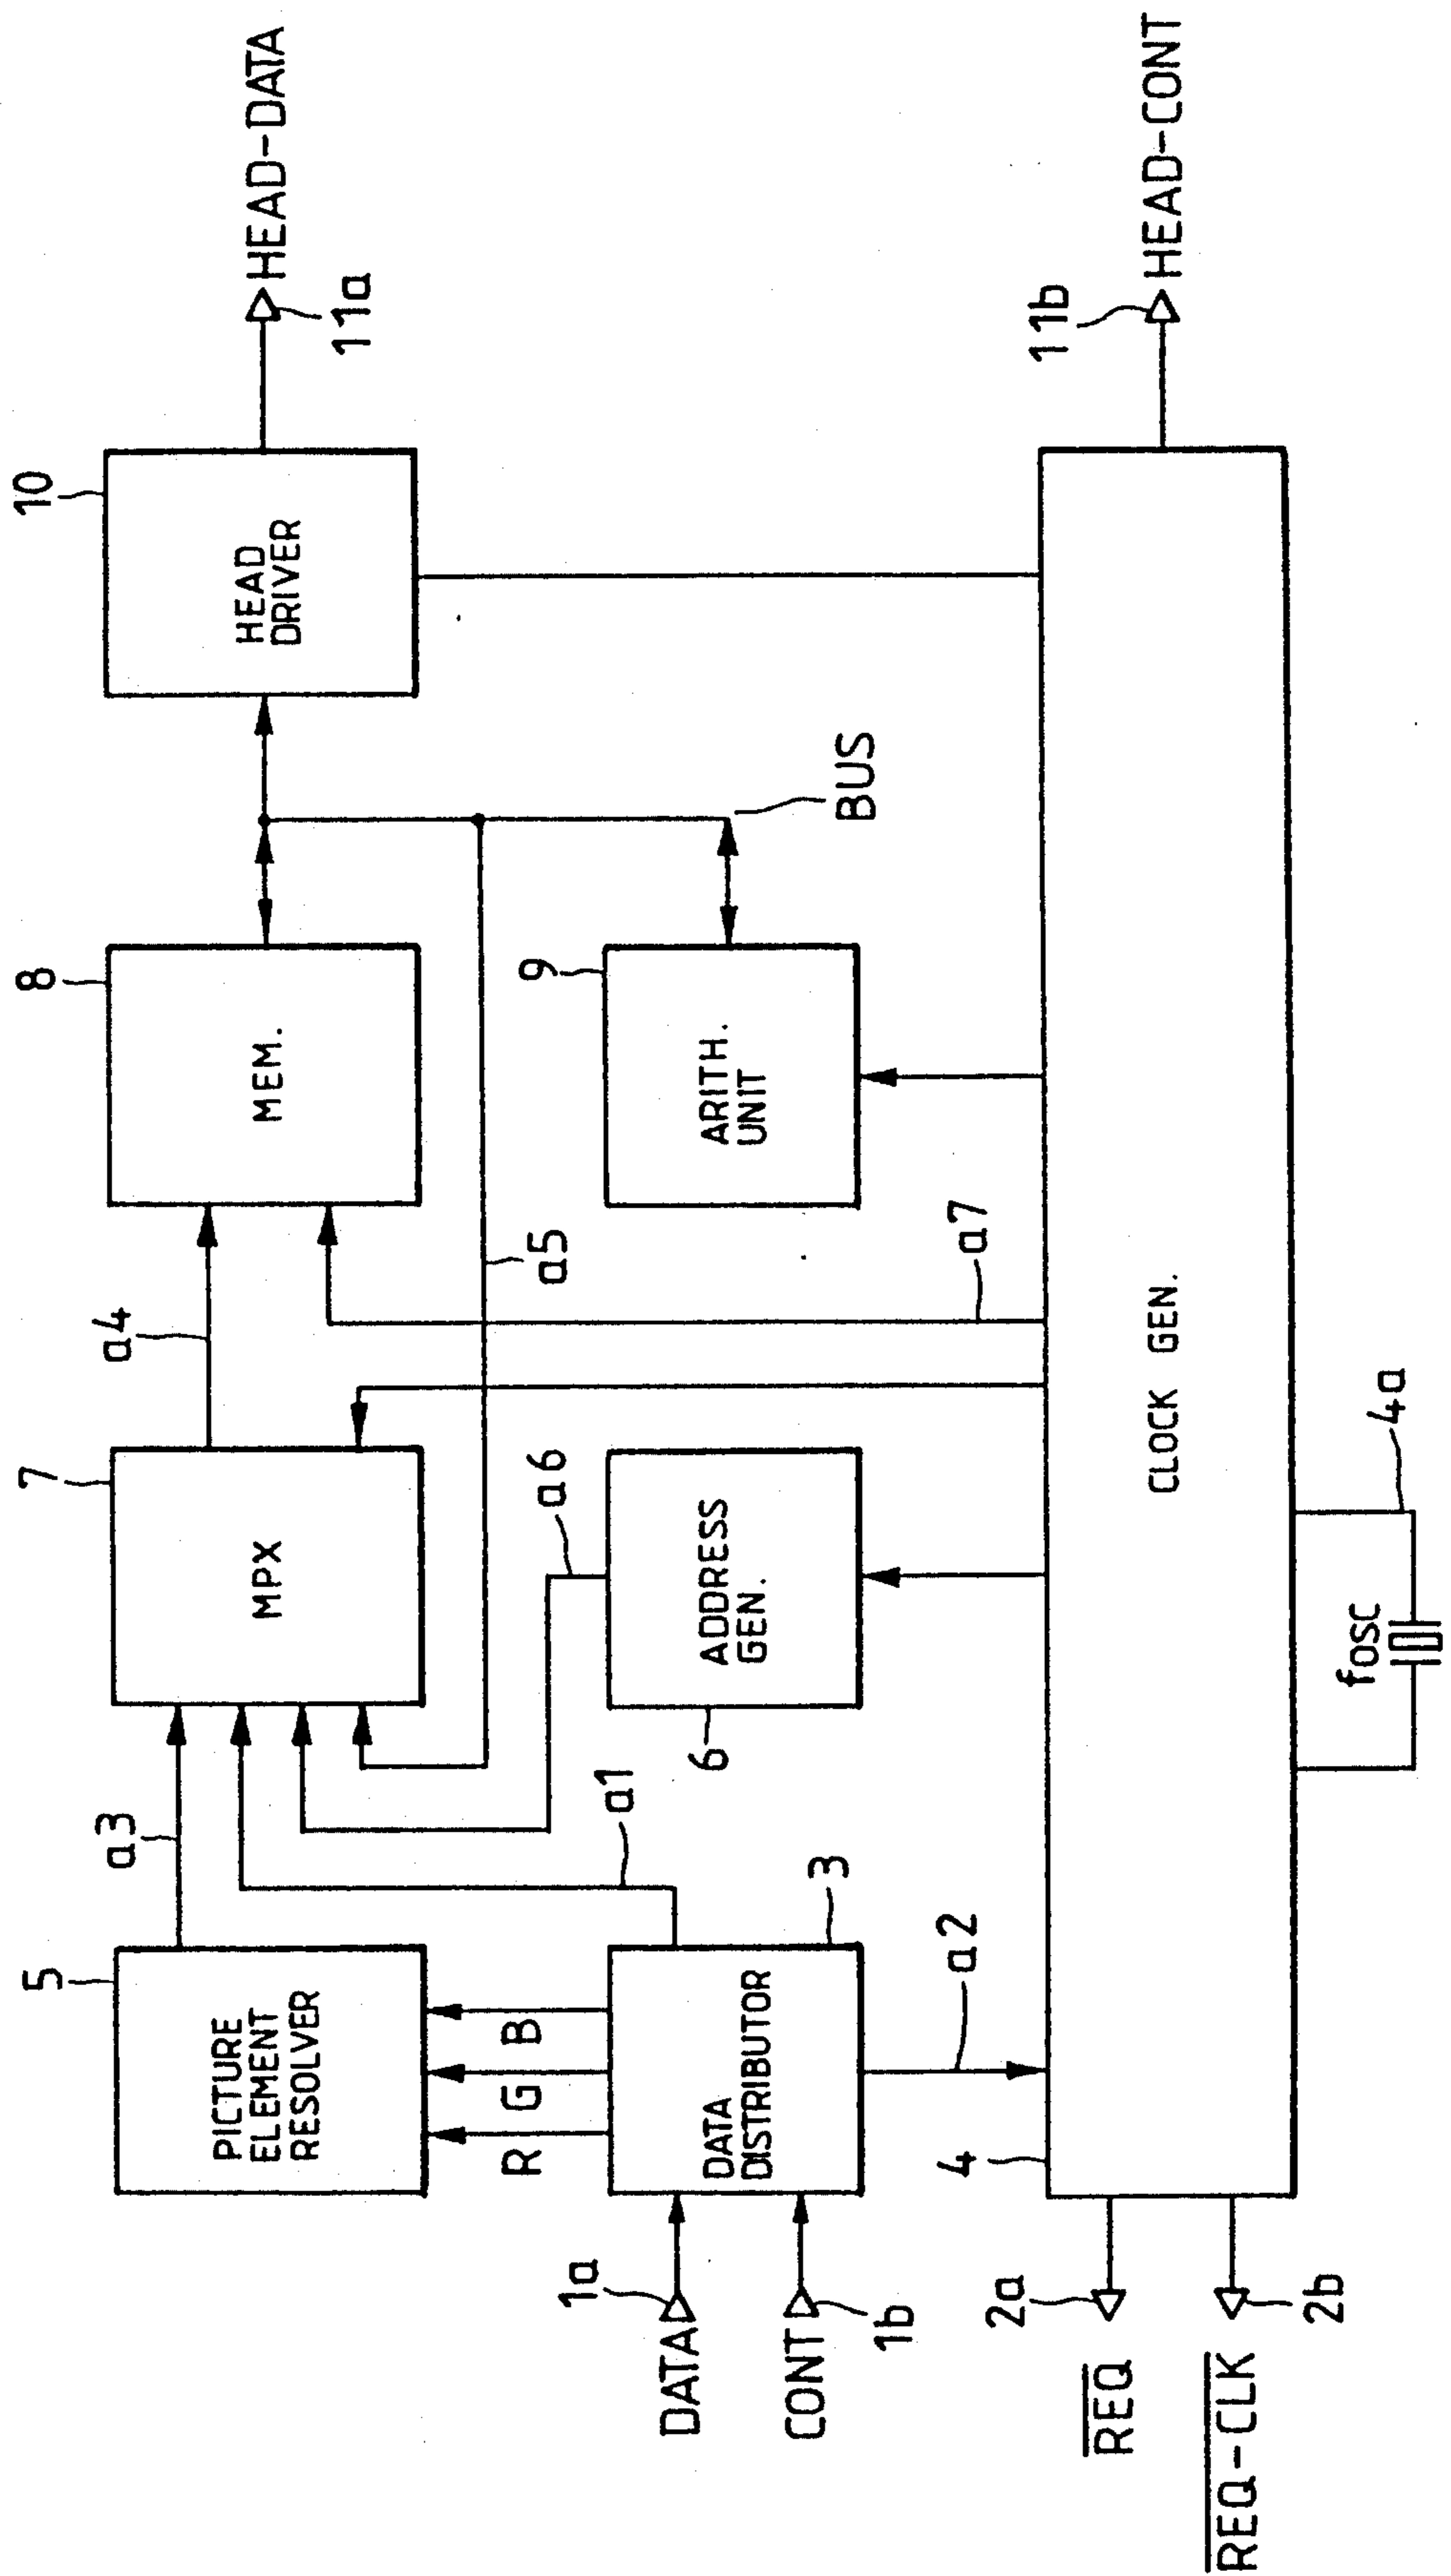 5
PICTURE
ELEMENT
RESOLVER
a3
7
MPX
a4
8
MEM.
10
HEAD
DRIVER
HEAD-DATA
11a
R
G
B
a1
a6
a5
BUS
1a
DATA
CONT
1b
DATA
DISTRIBUTOR
3
6
ADDRESS
GEN.
9
ARITH.
UNIT
a2
a7
4
CLOCK GEN.
11b
HEAD-CONT
2a
REQ
REQ-CLK
2b
fosc
4a